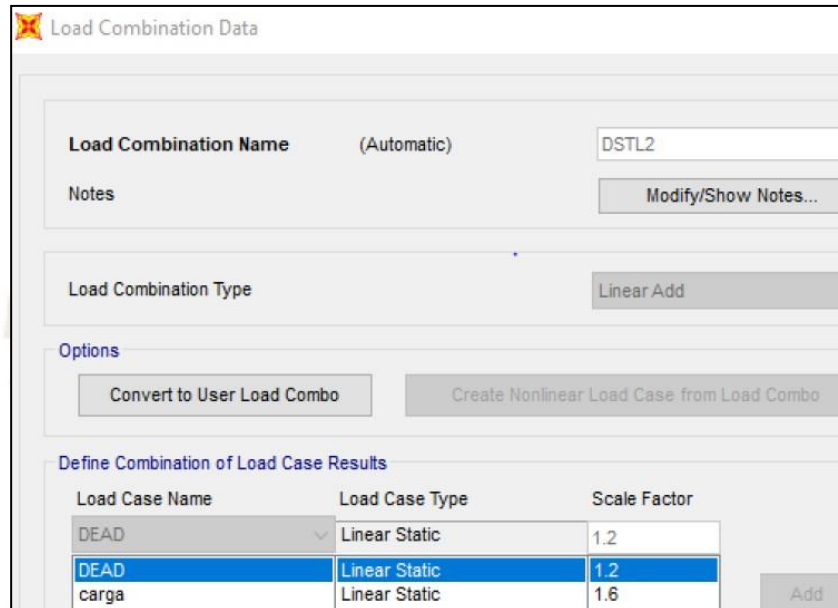 Load Combination Data
Load Combination Name (Automatic) DSTL2
Notes Modify/Show Notes...
Load Combination Type Linear Add
Options
Convert to User Load Combo Create Nonlinear Load Case from Load Combo
Define Combination of Load Case Results
Load Case Name Load Case Type Scale Factor
DEAD Linear Static 1.2
DEAD Linear Static 1.2
carga Linear Static 1.6 Add